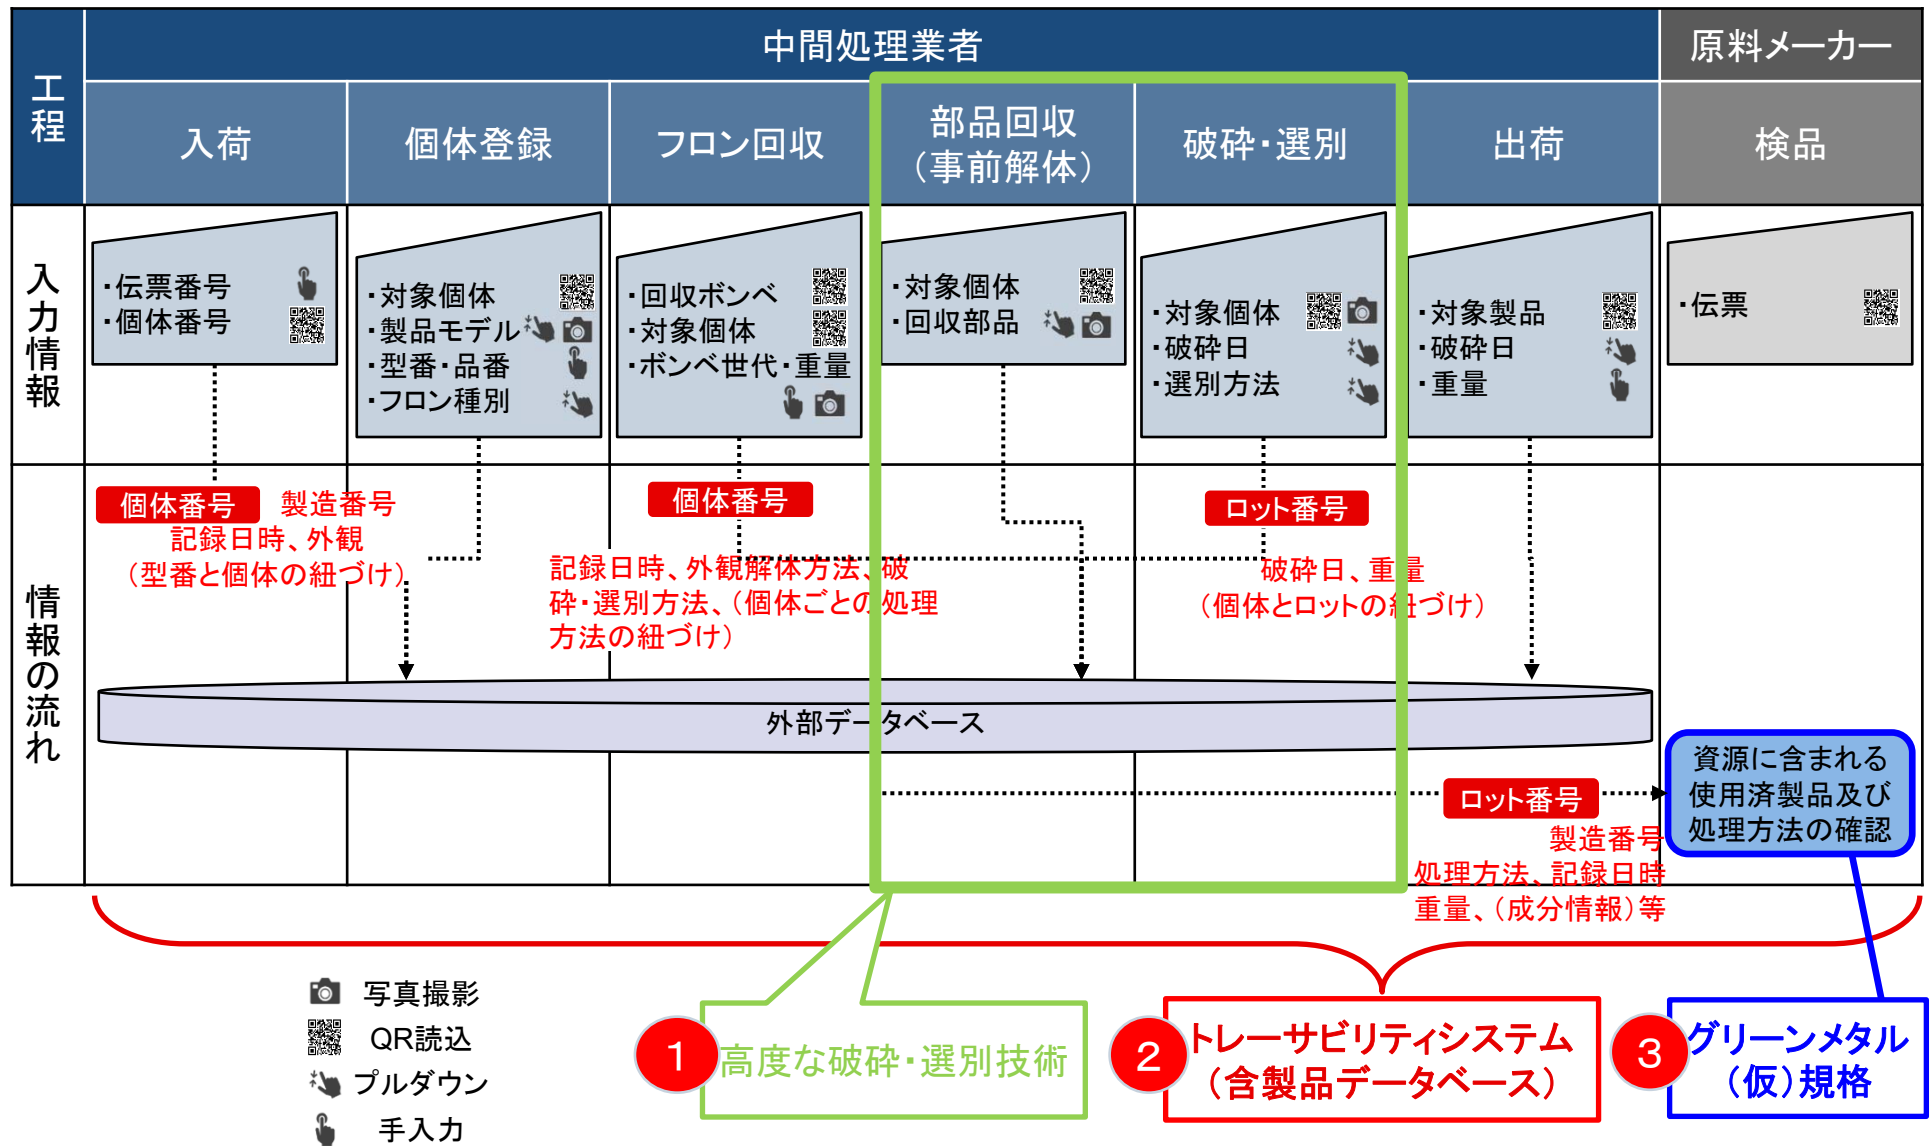 工程
中間処理業者
原料メーカー
入荷
個体登録
フロン回収
部品回収
（事前解体）
破砕・選別
出荷
検品
入力情報
・伝票番号
・個体番号
・対象個体
・製品モデル
・型番・品番
・フロン種別
・回収ボンベ
・対象個体
・ボンベ世代・重量
・対象個体
・回収部品
・対象個体
・破砕日
・選別方法
・対象製品
・破砕日
・重量
・伝票
情報の流れ
個体番号
製造番号
記録日時、外観
（型番と個体の紐づけ）
個体番号
記録日時、外観解体方法、破
砕・選別方法、（個体ごとの処理
方法の紐づけ）
ロット番号
破砕日、重量
（個体とロットの紐づけ）
外部データベース
ロット番号
製造番号
処理方法、記録日時
重量、（成分情報）等
資源に含まれる
使用済製品及び
処理方法の確認
写真撮影
QR読込
プルダウン
手入力
1
高度な破砕・選別技術
2
トレーサビリティシステム
（含製品データベース）
3
グリーンメタル
（仮）規格